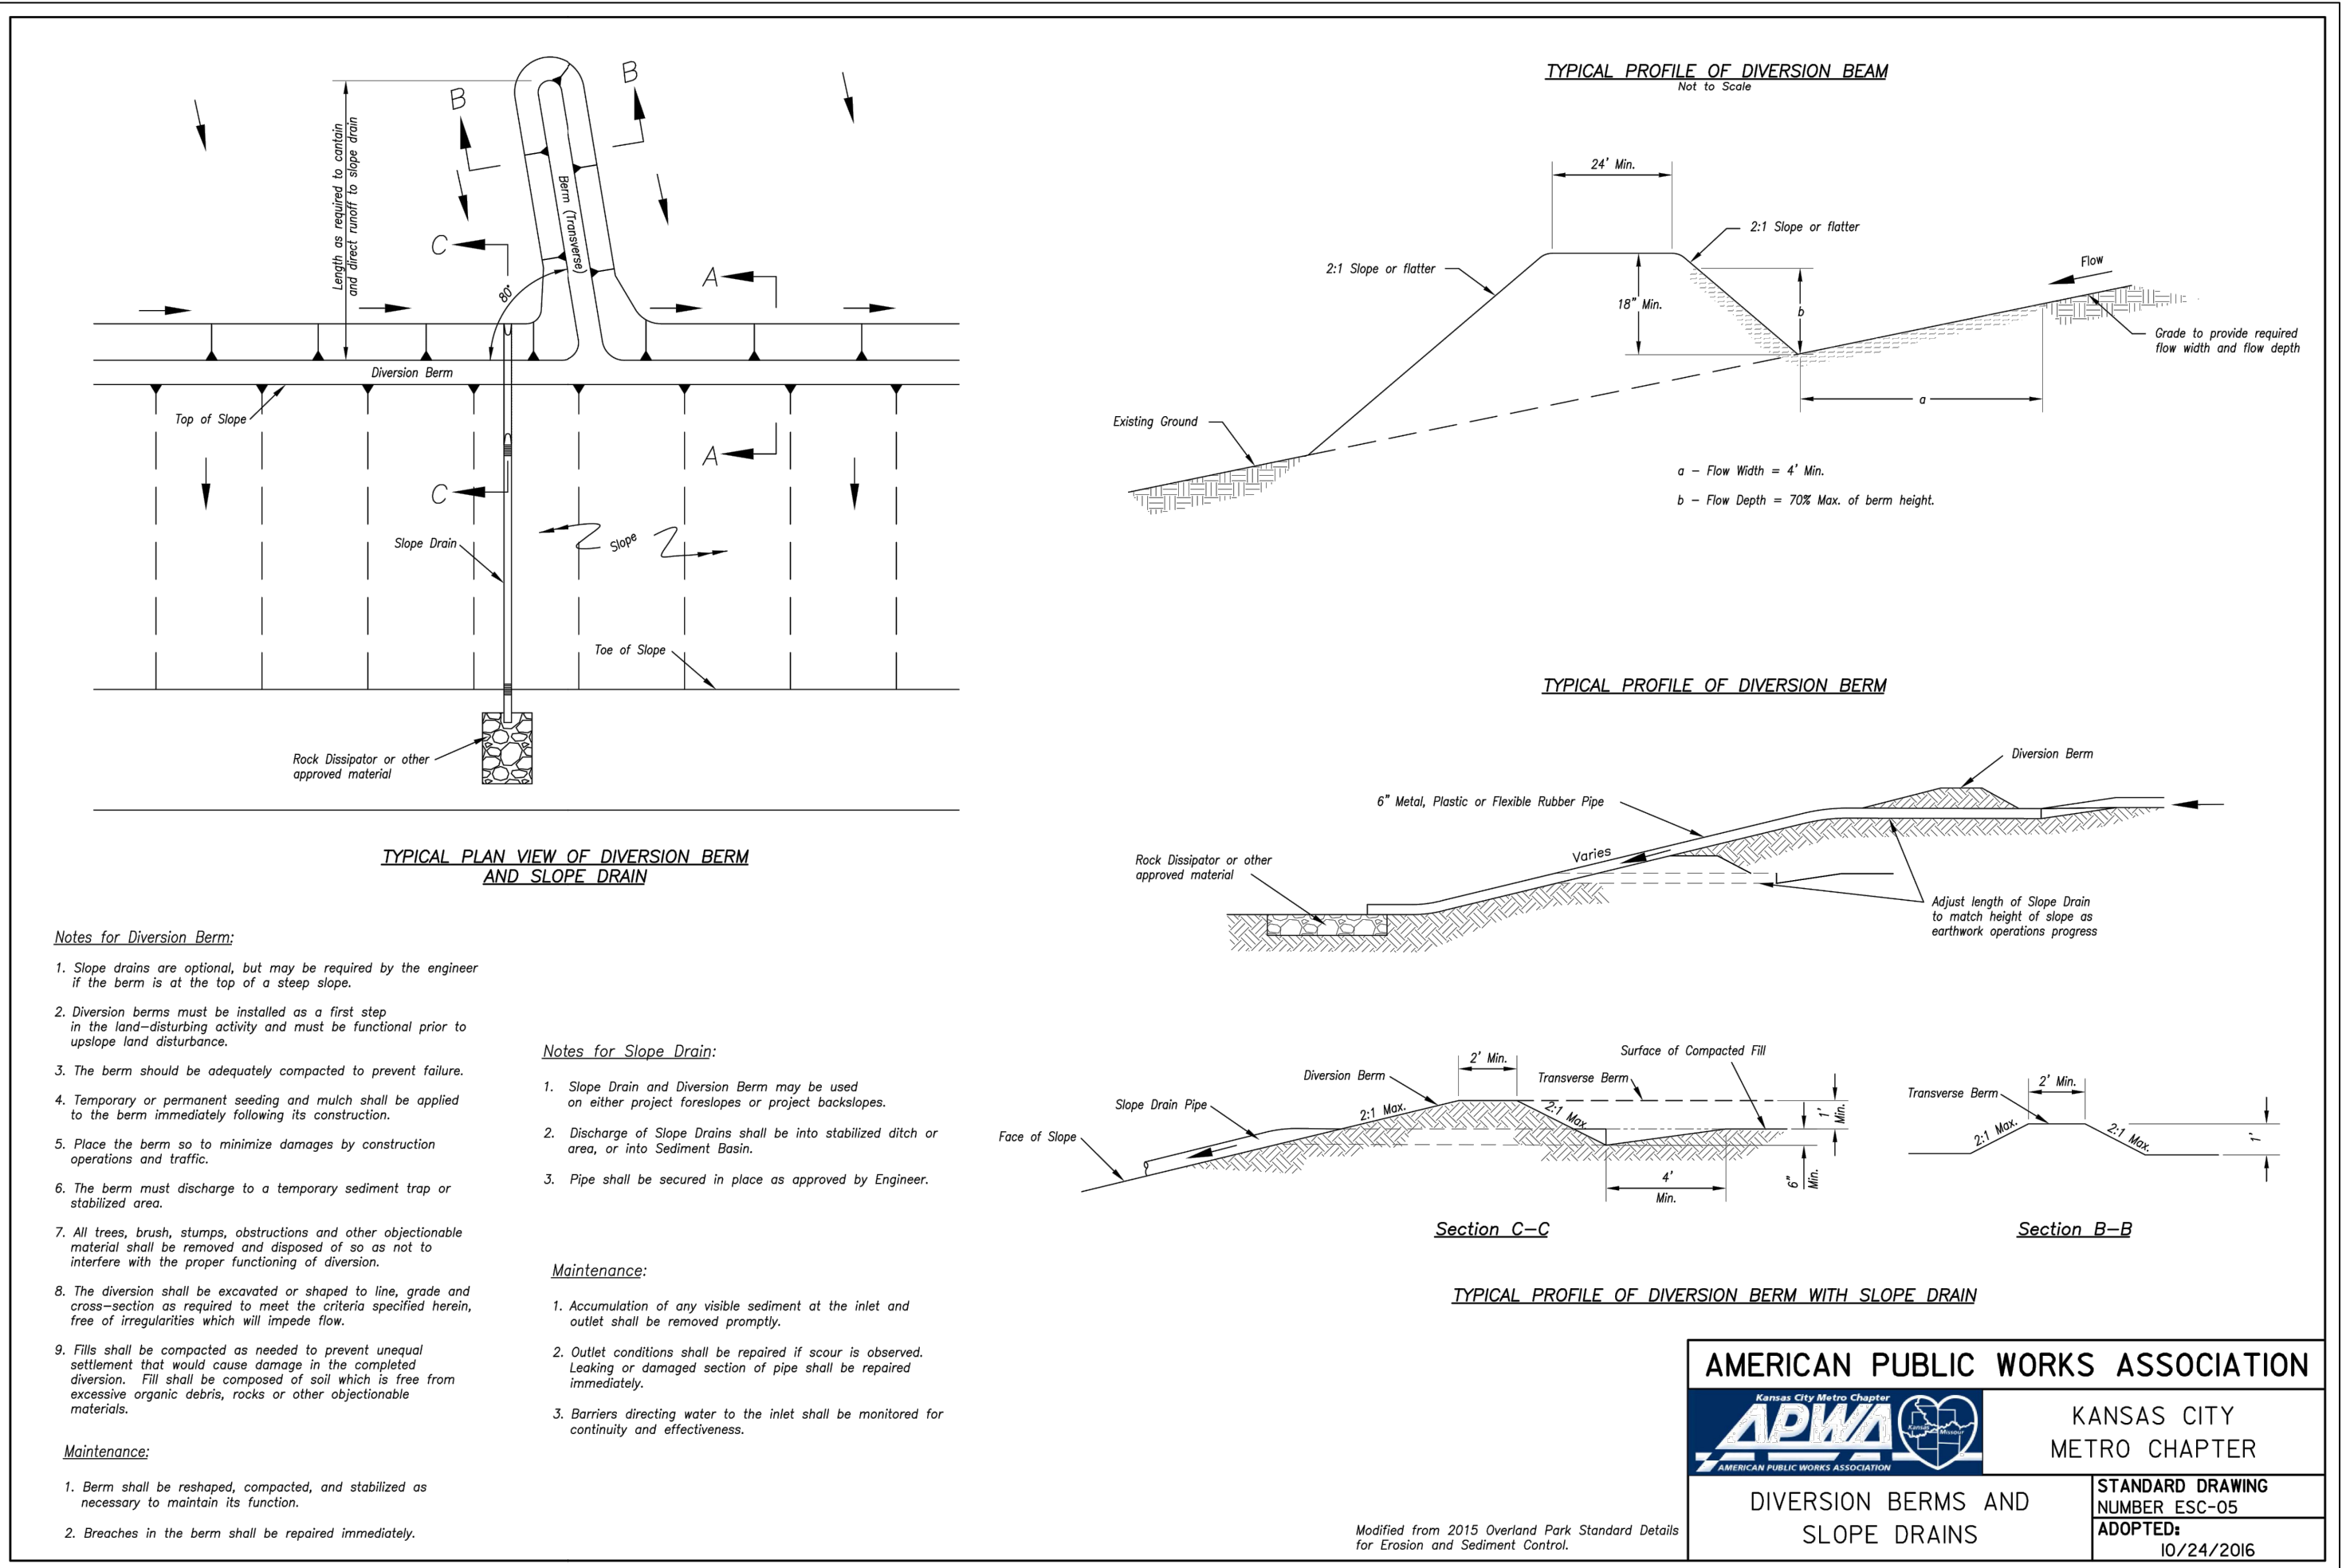 B
B
Length as required to cantain
and direct runoff to slope drain
Berm (Transverse)
C
A
80°
Diversion Berm
Top of Slope
A
C
Slope Drain
Slope
Toe of Slope
Rock Dissipator or other
approved material
TYPICAL PLAN VIEW OF DIVERSION BERM
AND SLOPE DRAIN
Notes for Diversion Berm:
1. Slope drains are optional, but may be required by the engineer
if the berm is at the top of a steep slope.
2. Diversion berms must be installed as a first step
in the land-disturbing activity and must be functional prior to
upslope land disturbance.
3. The berm should be adequately compacted to prevent failure.
4. Temporary or permanent seeding and mulch shall be applied
to the berm immediately following its construction.
5. Place the berm so to minimize damages by construction
operations and traffic.
6. The berm must discharge to a temporary sediment trap or
stabilized area.
7. All trees, brush, stumps, obstructions and other objectionable
material shall be removed and disposed of so as not to
interfere with the proper functioning of diversion.
8. The diversion shall be excavated or shaped to line, grade and
cross-section as required to meet the criteria specified herein,
free of irregularities which will impede flow.
9. Fills shall be compacted as needed to prevent unequal
settlement that would cause damage in the completed
diversion. Fill shall be composed of soil which is free from
excessive organic debris, rocks or other objectionable
materials.
Maintenance:
1. Berm shall be reshaped, compacted, and stabilized as
necessary to maintain its function.
2. Breaches in the berm shall be repaired immediately.
Notes for Slope Drain:
1. Slope Drain and Diversion Berm may be used
on either project foreslopes or project backslopes.
2. Discharge of Slope Drains shall be into stabilized ditch or
area, or into Sediment Basin.
3. Pipe shall be secured in place as approved by Engineer.
Maintenance:
1. Accumulation of any visible sediment at the inlet and
outlet shall be removed promptly.
2. Outlet conditions shall be repaired if scour is observed.
Leaking or damaged section of pipe shall be repaired
immediately.
3. Barriers directing water to the inlet shall be monitored for
continuity and effectiveness.
TYPICAL PROFILE OF DIVERSION BEAM
Not to Scale
24' Min.
2:1 Slope or flatter
2:1 Slope or flatter
Flow
18" Min.
b
Grade to provide required
flow width and flow depth
a
Existing Ground
a - Flow Width = 4' Min.
b - Flow Depth = 70% Max. of berm height.
TYPICAL PROFILE OF DIVERSION BERM
Diversion Berm
6" Metal, Plastic or Flexible Rubber Pipe
Varies
Rock Dissipator or other
approved material
Adjust length of Slope Drain
to match height of slope as
earthwork operations progress
2' Min.
Surface of Compacted Fill
Diversion Berm
Transverse Berm
Slope Drain Pipe
2:1 Max.
2:1 Max.
1'
Min.
Face of Slope
4'
Min.
6"
Min.
Section C-C
2' Min.
Transverse Berm
2:1 Max.
2:1 Max.
1'
Section B-B
TYPICAL PROFILE OF DIVERSION BERM WITH SLOPE DRAIN
Modified from 2015 Overland Park Standard Details
for Erosion and Sediment Control.
AMERICAN PUBLIC WORKS ASSOCIATION
Kansas City Metro Chapter
APWA
Kansas
Missouri
AMERICAN PUBLIC WORKS ASSOCIATION
KANSAS CITY
METRO CHAPTER
DIVERSION BERMS AND
SLOPE DRAINS
STANDARD DRAWING
NUMBER ESC-05
ADOPTED:
10/24/2016